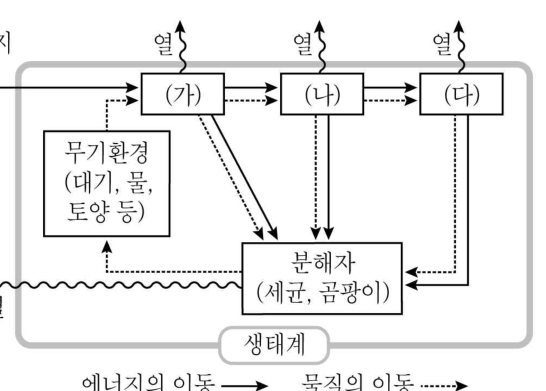 지
열
열
열
(가)
(나)
(다)
무기환경
(대기, 물,
토양 등)
분해자
(세균, 곰팡이)
생태계
에너지의 이동
물질의 이동